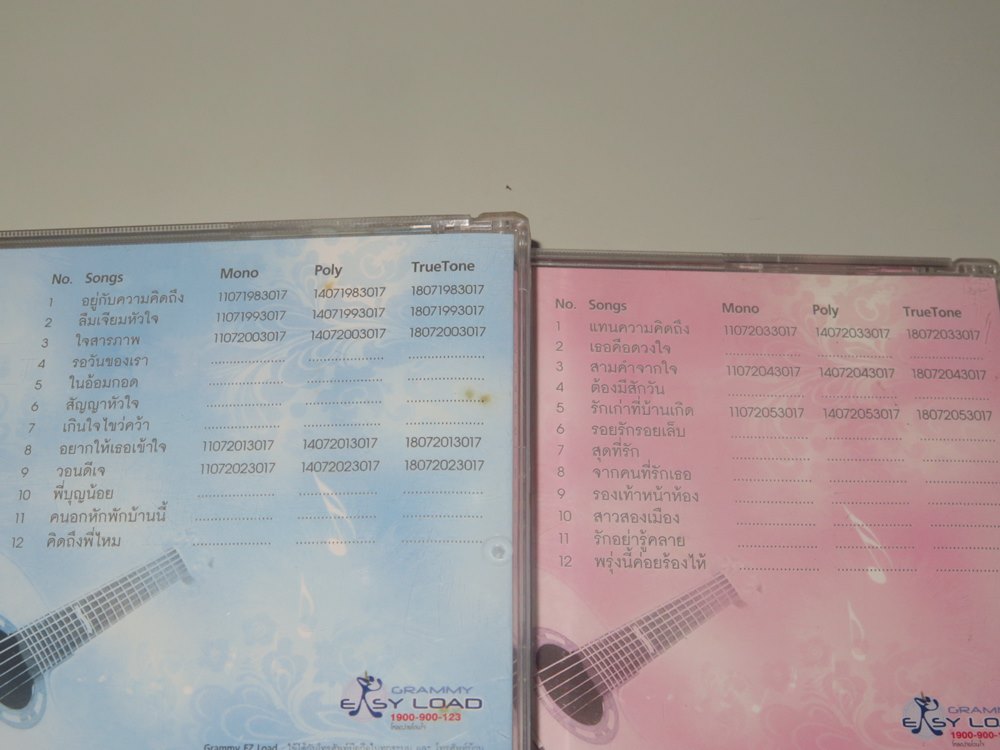 No. Songs Mono Poly TrueTone
1 อยู่กับความคิดถึง 11071983017 14071983017 18071983017
2 ลืมเจียมหัวใจ 11071993017 14071993017 18071993017
3 ใจสารภาพ 11072003017 14072003017 18072003017
4 รอวันของเรา
5 ในอ้อมกอด
6 สัญญาหัวใจ
7 เกินใจไขว่คว้า
8 อยากให้เธอเข้าใจ 11072013017 14072013017 18072013017
9 วอนดีเจ 11072023017 14072023017 18072023017
10 พี่บุญน้อย
11 คนอกหักพักบ้านนี้
12 คิดถึงพี่ไหม
GRAMMY
EASY LOAD
1900-900-123
โทรเลยโดนใจ
Grammy EZ Load
No. Songs Mono Poly TrueTone
1 แทนความคิดถึง 11072033017 14072033017 18072033017
2 เธอคือดวงใจ
3 สามคำจากใจ 11072043017 14072043017 18072043017
4 ต้องมีสักวัน
5 รักเก่าที่บ้านเกิด 11072053017 14072053017 18072053017
6 รอยรักรอยเล็บ
7 สุดที่รัก
8 จากคนที่รักเธอ
9 รองเท้าหน้าห้อง
10 สาวสองเมือง
11 รักอย่ารู้คลาย
12 พรุ่งนี้ค่อยร้องไห้
GRAMM
EASY LO
1900-900-1